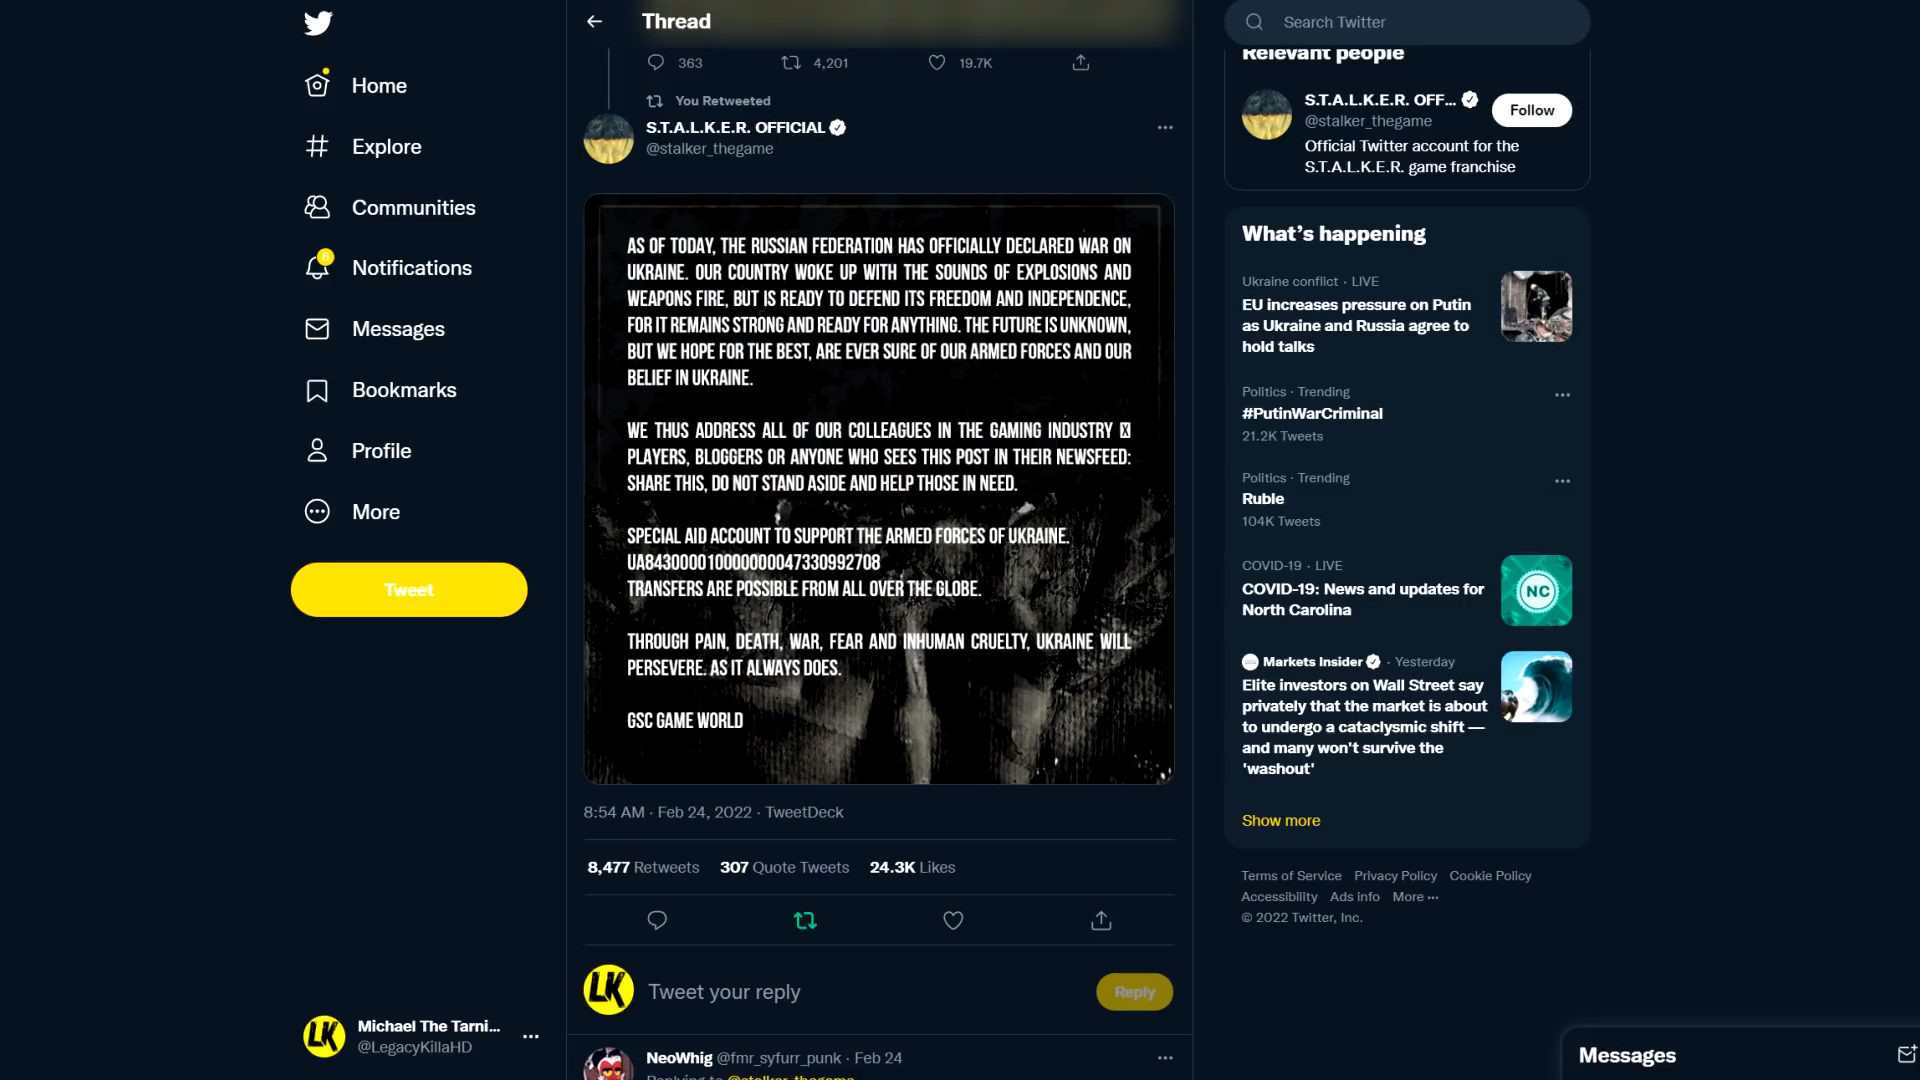 Home
Explore
Communities
6
Notifications
Messages
Bookmarks
Profile
More
Tweet
LK
Michael The Tarni...
@LegacyKillaHD
Thread
363 4,201 19.7K
You Retweeted
S.T.A.L.K.E.R. OFFICIAL
@stalker_thegame
AS OF TODAY, THE RUSSIAN FEDERATION HAS OFFICIALLY DECLARED WAR ON
UKRAINE. OUR COUNTRY WOKE UP WITH THE SOUNDS OF EXPLOSIONS AND
WEAPONS FIRE, BUT IS READY TO DEFEND ITS FREEDOM AND INDEPENDENCE,
FOR IT REMAINS STRONG AND READY FOR ANYTHING. THE FUTURE IS UNKNOWN,
BUT WE HOPE FOR THE BEST, ARE EVER SURE OF OUR ARMED FORCES AND OUR
BELIEF IN UKRAINE.
WE THUS ADDRESS ALL OF OUR COLLEAGUES IN THE GAMING INDUSTRY
PLAYERS, BLOGGERS OR ANYONE WHO SEES THIS POST IN THEIR NEWSFEED:
SHARE THIS, DO NOT STAND ASIDE AND HELP THOSE IN NEED.
SPECIAL AID ACCOUNT TO SUPPORT THE ARMED FORCES OF UKRAINE.
UA843000010000000047330992708
TRANSFERS ARE POSSIBLE FROM ALL OVER THE GLOBE.
THROUGH PAIN, DEATH, WAR, FEAR AND INHUMAN CRUELTY, UKRAINE WILL
PERSEVERE. AS IT ALWAYS DOES.
GSC GAME WORLD
8:54 AM · Feb 24, 2022 · TweetDeck
8,477 Retweets 307 Quote Tweets 24.3K Likes
LK
Tweet your reply
Reply
NeoWhig @fmr_syfurr_punk · Feb 24
Replying to @stalker_thegame
Search Twitter
Relevant people
S.T.A.L.K.E.R. OFF...
Follow
@stalker_thegame
Official Twitter account for the
S.T.A.L.K.E.R. game franchise
What's happening
Ukraine conflict · LIVE
EU increases pressure on Putin
as Ukraine and Russia agree to
hold talks
Politics · Trending
#PutinWarCriminal
21.2K Tweets
Politics · Trending
Ruble
104K Tweets
COVID-19 · LIVE
COVID-19: News and updates for
North Carolina
NC
Markets Insider · Yesterday
Elite investors on Wall Street say
privately that the market is about
to undergo a cataclysmic shift —
and many won't survive the
'washout'
Show more
Terms of Service Privacy Policy Cookie Policy
Accessibility Ads info More ···
© 2022 Twitter, Inc.
Messages